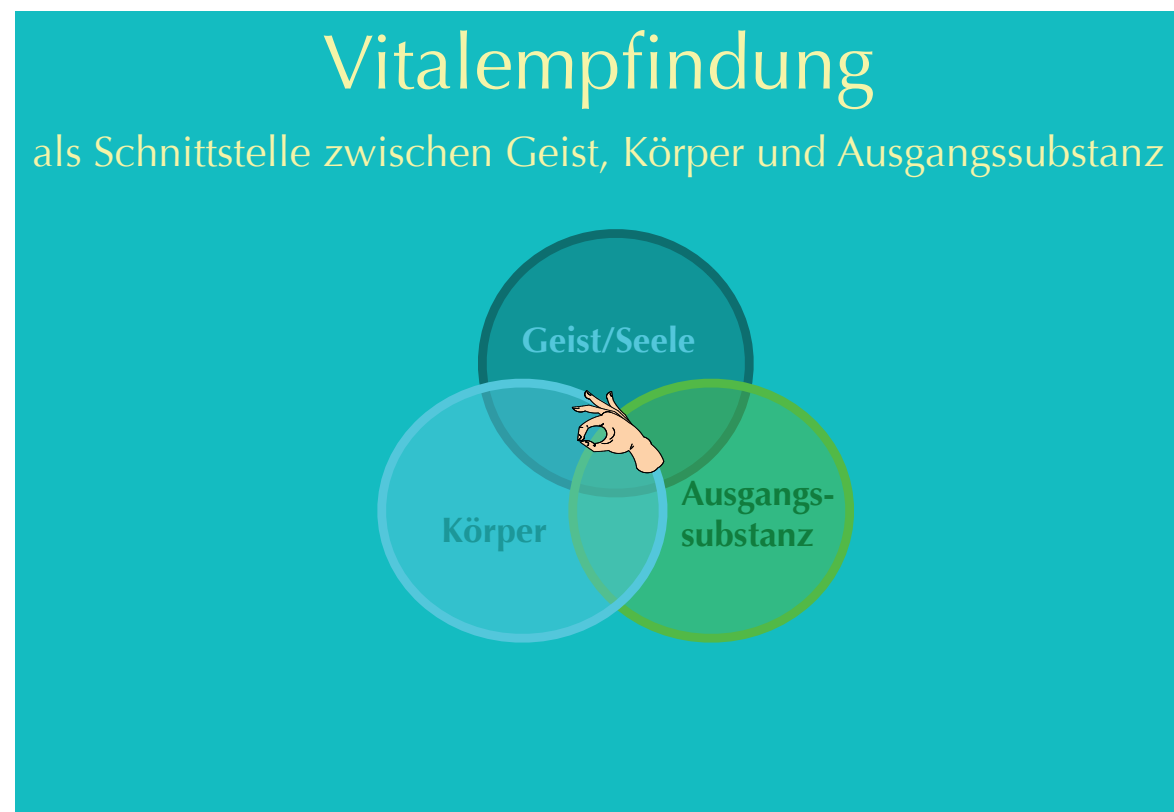 Vitalempfindung
als Schnittstelle zwischen Geist, Körper und Ausgangssubstanz
Geist/Seele
Ausgangs-
substanz
Körper